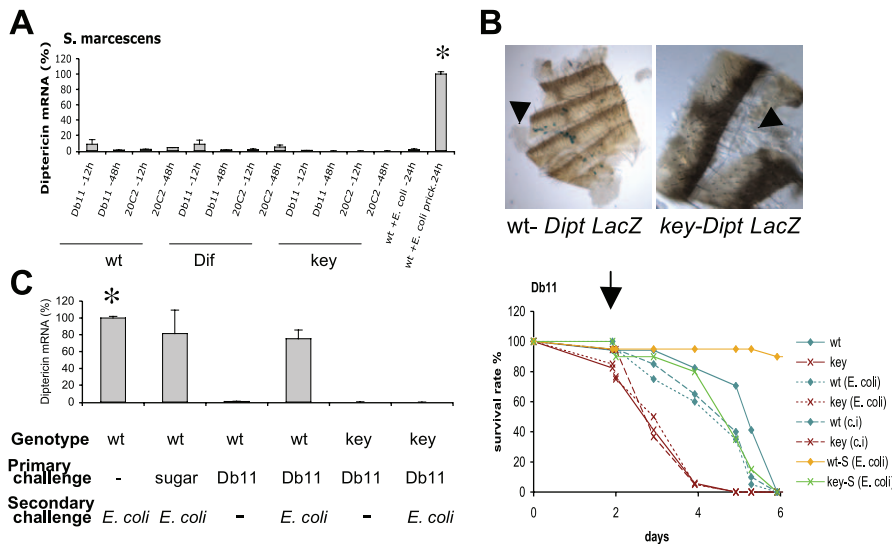 A
S. marcescens
Diptericin mRNA (%)
120
100
80
60
40
20
0
*
Db11 -12h
Db11 -48h
20C2 -12h
20C2 -48h
Db11 -12h
Db11 -48h
20C2 -12h
20C2 -48h
Db11 -12h
Db11 -48h
20C2 -12h
20C2 -48h
wt +E. coli -24h
wt +E. coli prick.24h
wt
Dif
key
B
wt- Dipt LacZ
key-Dipt LacZ
C
Diptericin mRNA (%)
120
100
80
60
40
20
0
*
Genotype wt wt wt wt key key
Primary challenge - sugar Db11 Db11 Db11 Db11
Secondary challenge E. coli E. coli – E. coli – E. coli
Db11
survival rate %
120
100
80
60
40
20
0
0 2 4 6
days
wt
key
wt (E. coli)
key (E. coli)
wt (c.i)
key (c.i)
wt-S (E. coli)
key-S (E. coli)